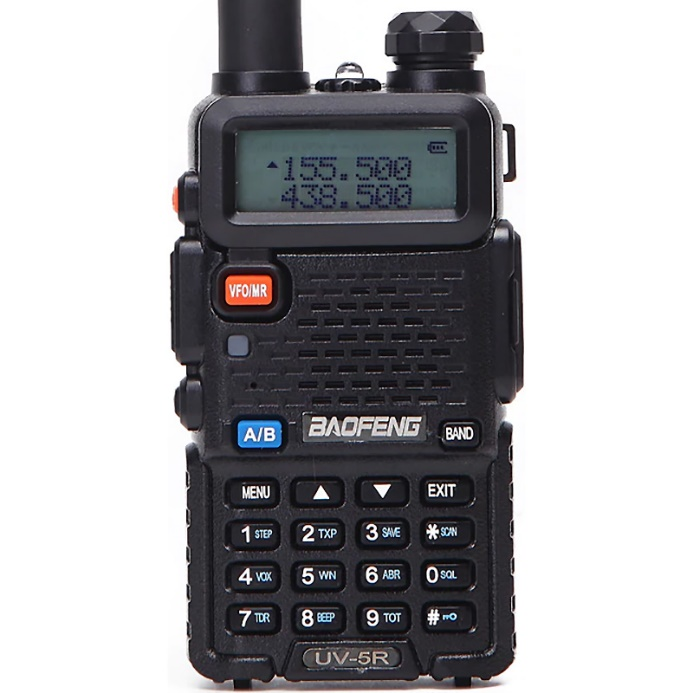 ▲155.500
438.500
VFO/MR
A/B BAOFENG BAND
MENU ▲ ▼ EXIT
1 STEP 2 TXP 3 SAVE * SCAN
4 VOX 5 WN 6 ABR 0 SQL
7 TDR 8 BEEP 9 TOT #
UV-5R